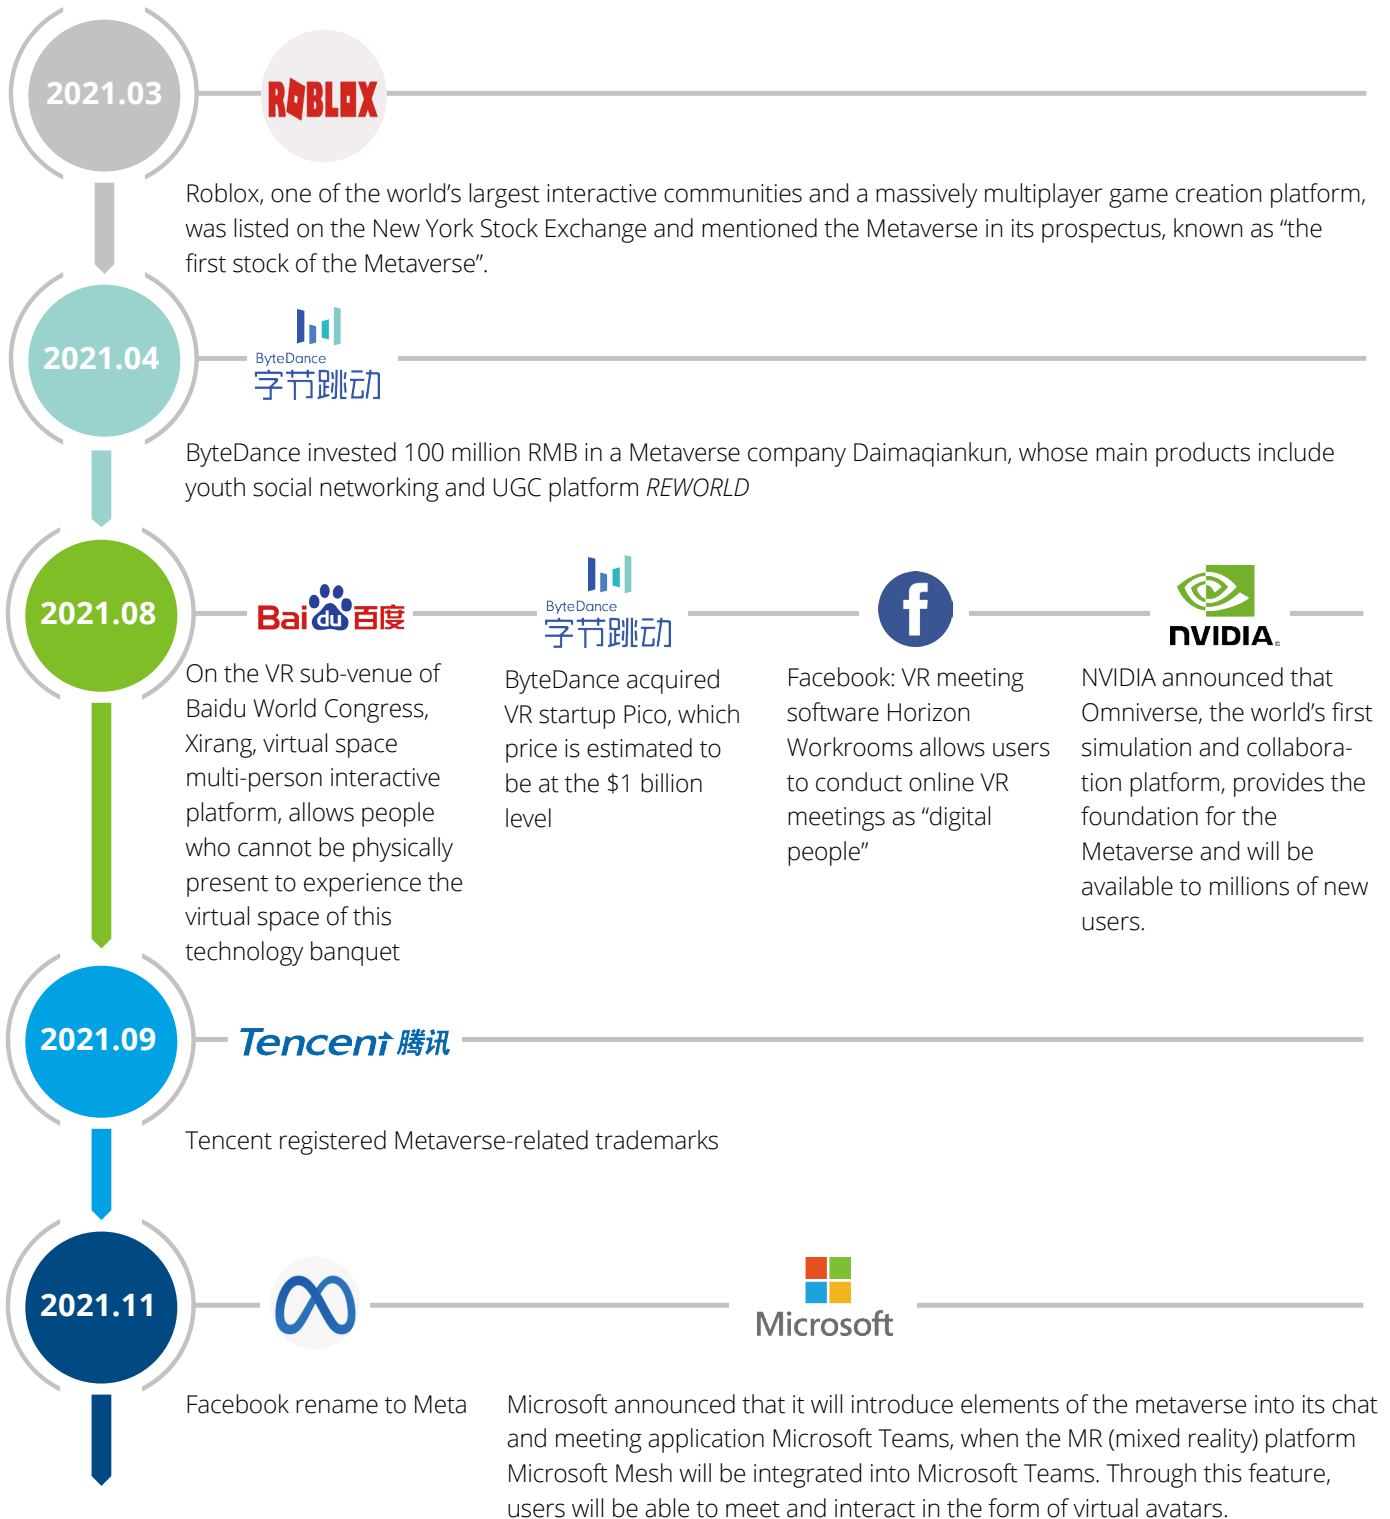 2021.03
ROBLOX
Roblox, one of the world’s largest interactive communities and a massively multiplayer game creation platform,
was listed on the New York Stock Exchange and mentioned the Metaverse in its prospectus, known as “the
first stock of the Metaverse”.
2021.04
ByteDance
字节跳动
ByteDance invested 100 million RMB in a Metaverse company Daimaqiankun, whose main products include
youth social networking and UGC platform REWORLD
2021.08
Bai du 百度
On the VR sub-venue of
Baidu World Congress,
Xirang, virtual space
multi-person interactive
platform, allows people
who cannot be physically
present to experience the
virtual space of this
technology banquet
ByteDance
字节跳动
ByteDance acquired
VR startup Pico, which
price is estimated to
be at the $1 billion
level
f
Facebook: VR meeting
software Horizon
Workrooms allows users
to conduct online VR
meetings as “digital
people”
NVIDIA.
NVIDIA announced that
Omniverse, the world’s first
simulation and collabora-
tion platform, provides the
foundation for the
Metaverse and will be
available to millions of new
users.
2021.09
Tencent 腾讯
Tencent registered Metaverse-related trademarks
2021.11
Facebook rename to Meta
Microsoft
Microsoft announced that it will introduce elements of the metaverse into its chat
and meeting application Microsoft Teams, when the MR (mixed reality) platform
Microsoft Mesh will be integrated into Microsoft Teams. Through this feature,
users will be able to meet and interact in the form of virtual avatars.